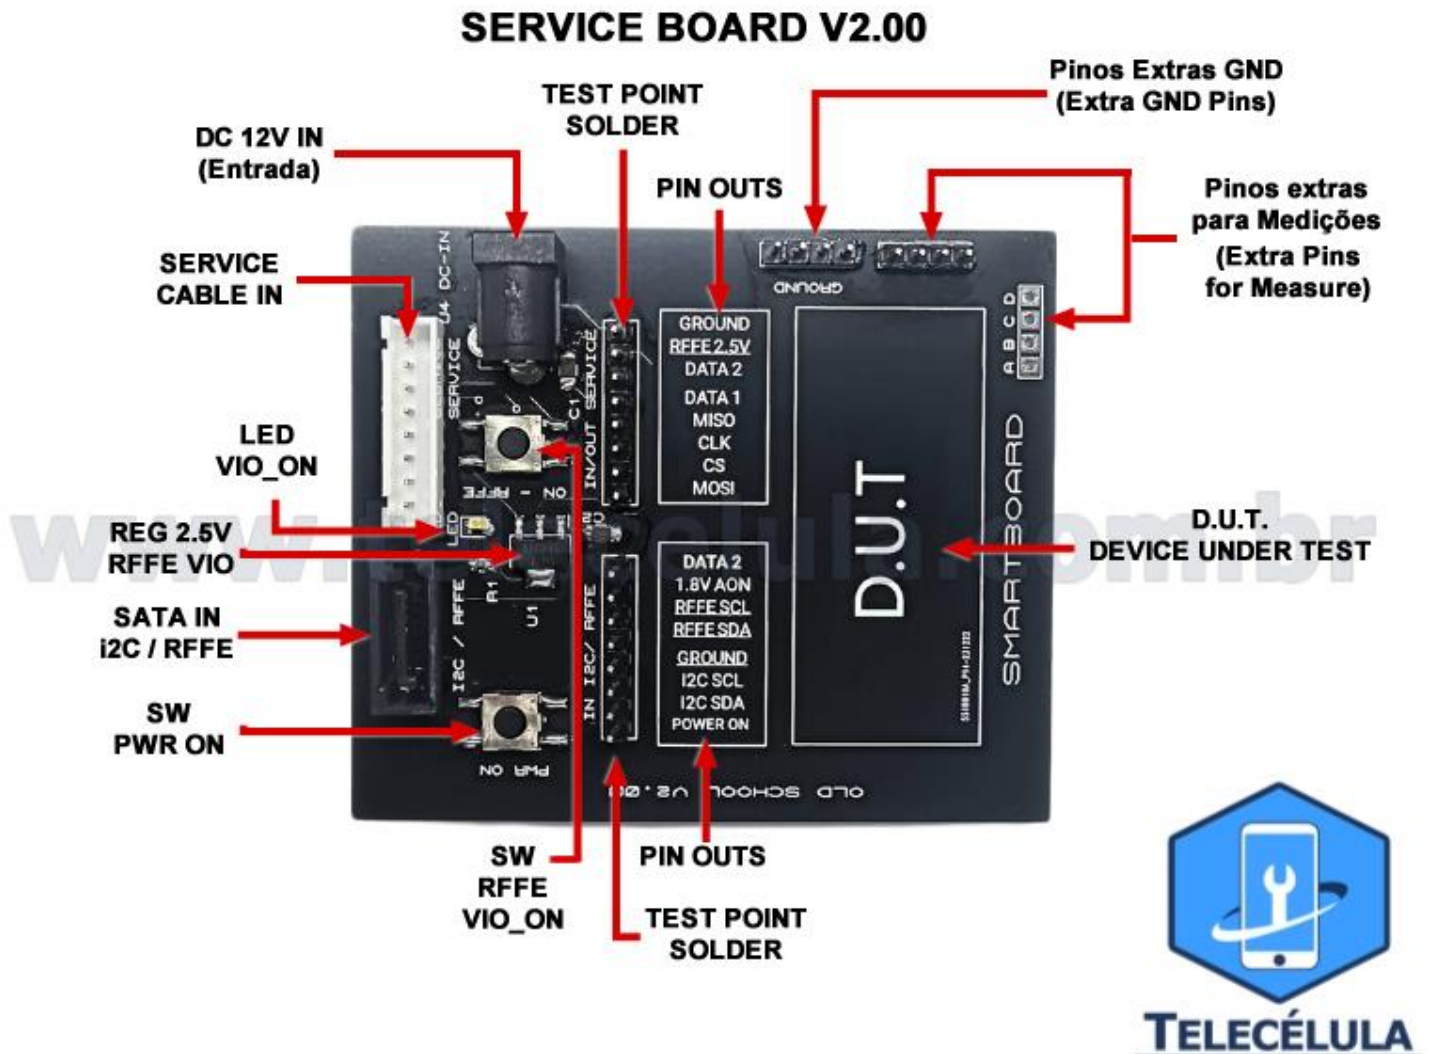 SERVICE BOARD V2.00
Pinos Extras GND
(Extra GND Pins)
TEST POINT
SOLDER
DC 12V IN
(Entrada)
PIN OUTS
Pinos extras
para Medições
(Extra Pins
for Measure)
SERVICE
CABLE IN
U4 DC-IN
GROUND
GROUND
RFFE2.5V
DATA 2
DATA 1
MISO
CLK
CS
MOSI
A B C D
SERVICE
C1
IN/OUT SERVICE
ON - RFFE
LED
VIO_ON
LED
REG 2.5V
RFFE VIO
R1
U1
D.U.T
SMARTBOARD
D.U.T.
DEVICE UNDER TEST
SATA IN
i2C / RFFE
I2C / RFFE
IN I2C/ RFFE
DATA 2
1.8V AON
RFFE SCL
RFFE SDA
GROUND
I2C SCL
I2C SDA
POWER ON
SW
PWR ON
PWR ON
OLD SCHOOL V2.00
SW
RFFE
VIO_ON
PIN OUTS
TEST POINT
SOLDER
TELECÉLULA